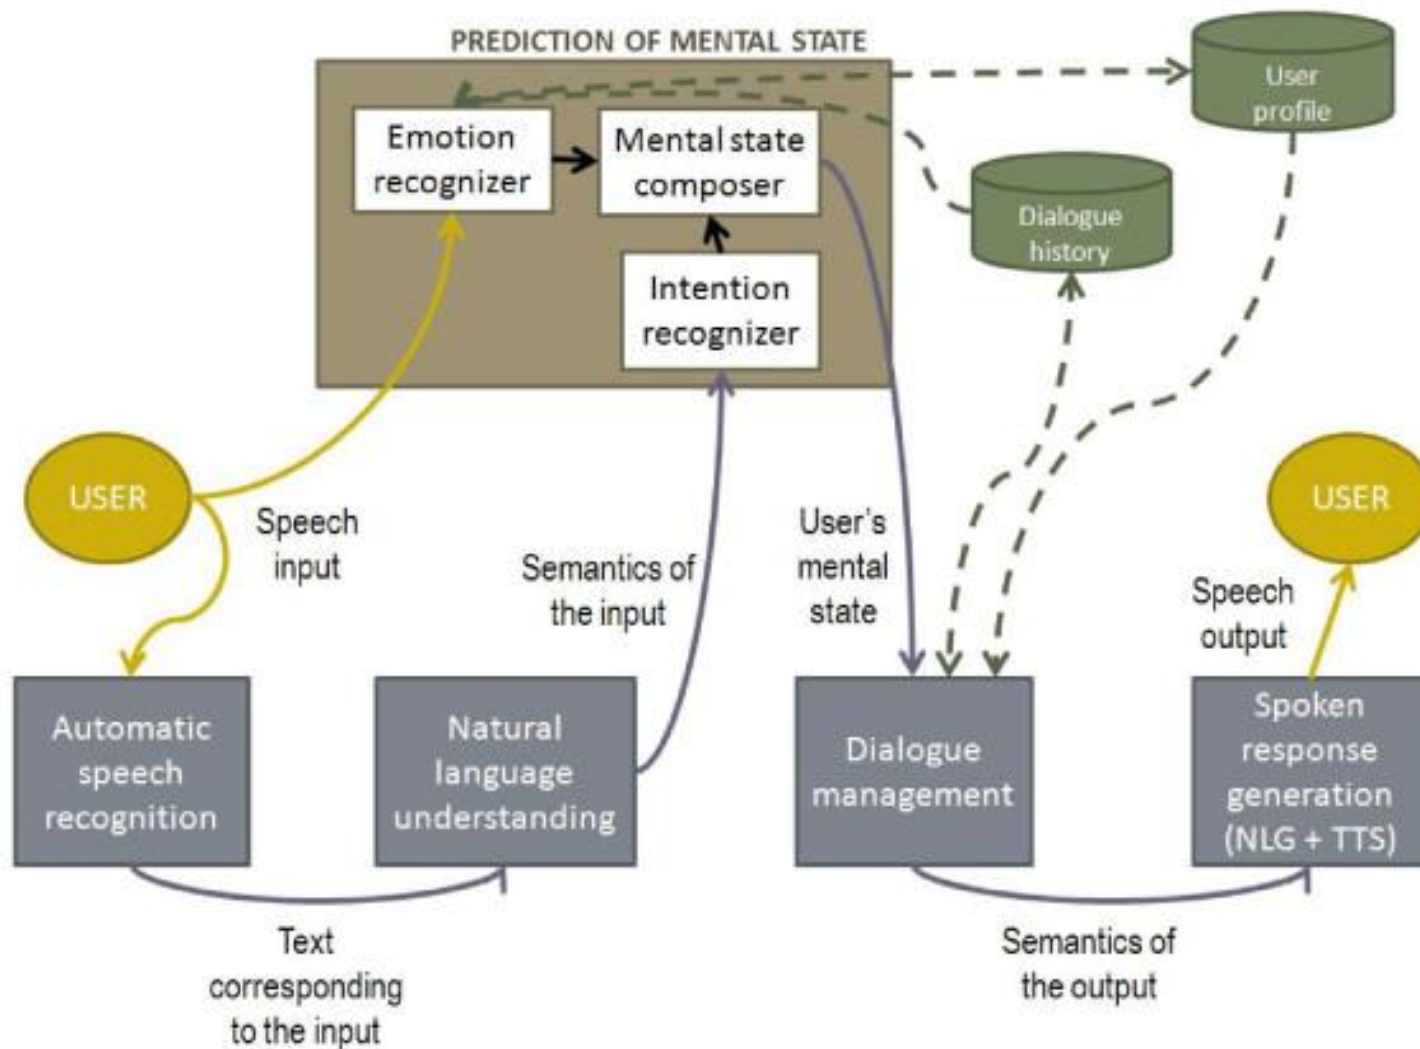 PREDICTION OF MENTAL STATE
User
profile
Emotion
recognizer
Mental state
composer
Dialogue
history
Intention
recognizer
USER
Speech
input
Semantics of
the input
User's
mental
state
USER
Speech
output
Automatic
speech
recognition
Natural
language
understanding
Dialogue
management
Spoken
response
generation
(NLG + TTS)
Text
corresponding
to the input
Semantics of
the output